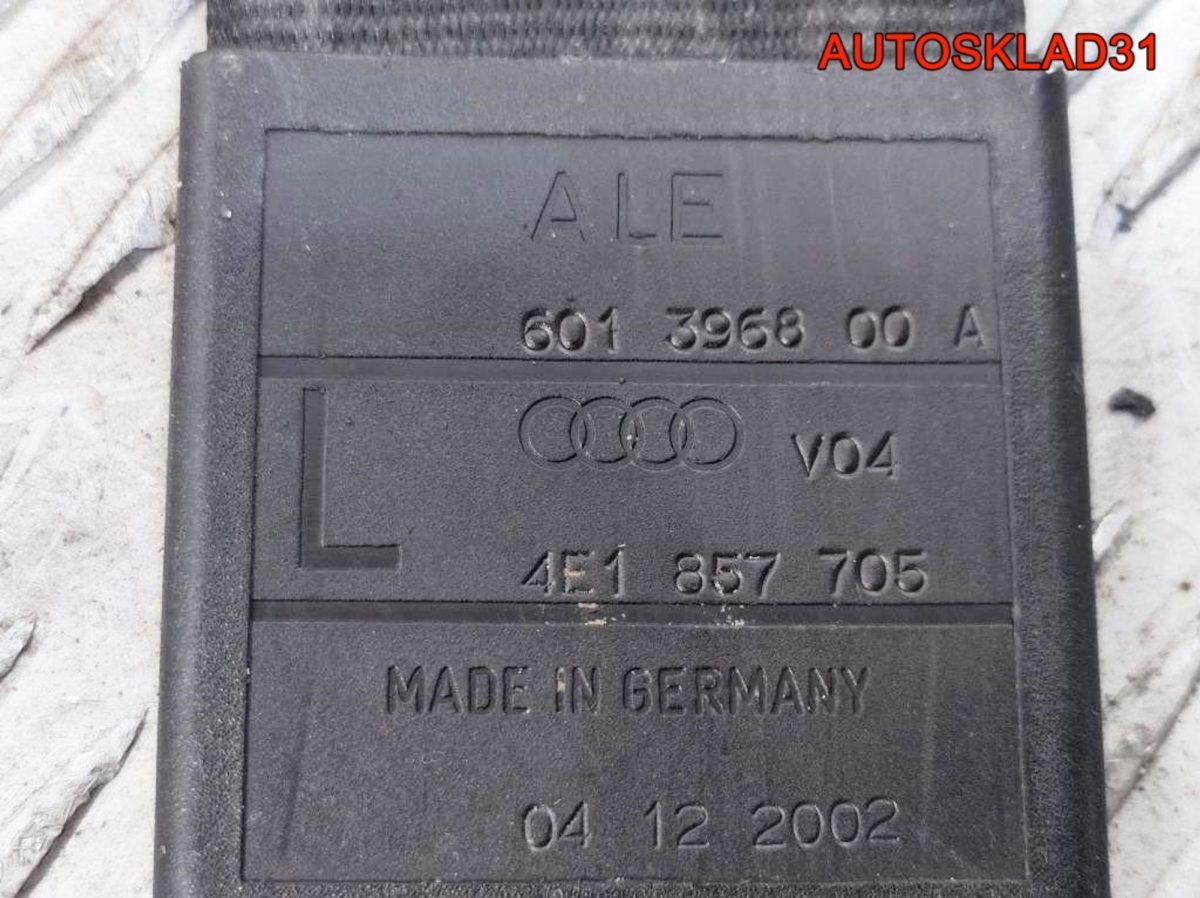 AUTOSKLAD31
ALE
601 3968 00 A
L
V04
4E1 857 705
MADE IN GERMANY
04 12 2002